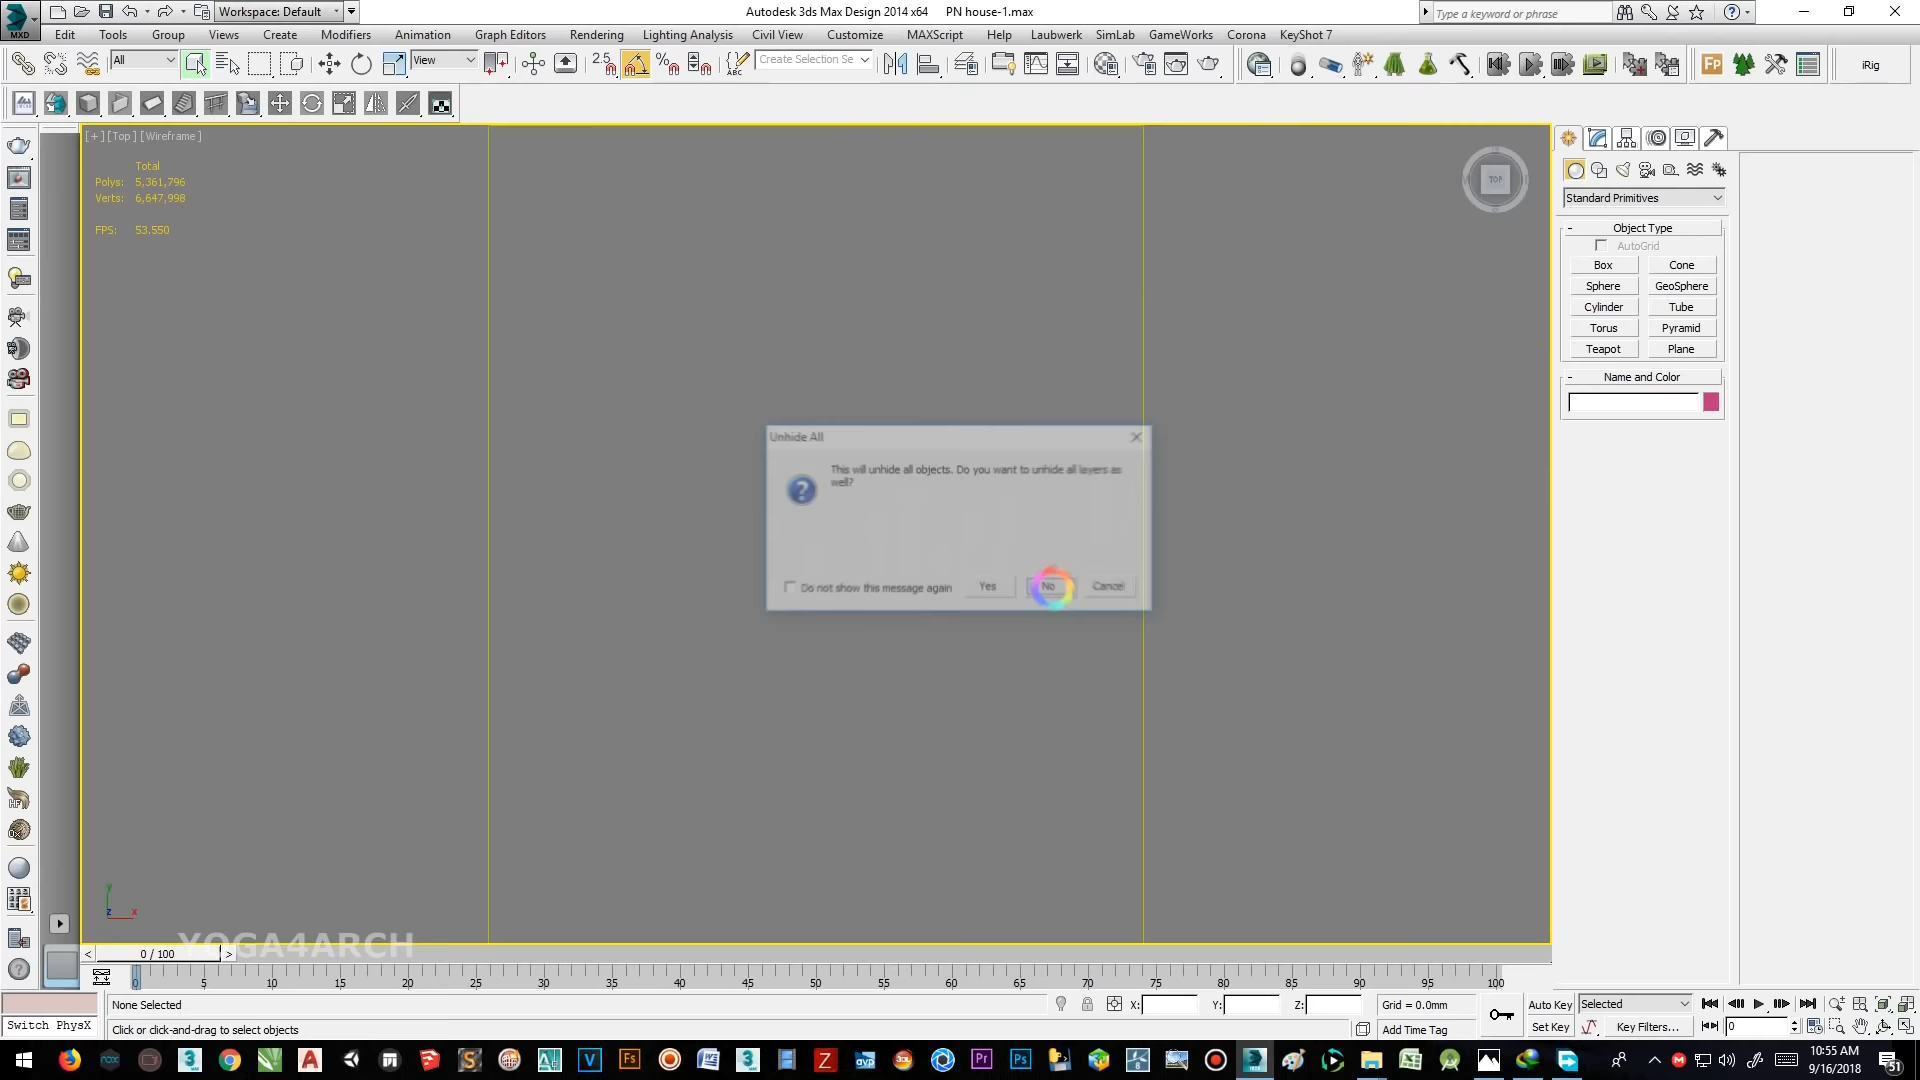 Workspace: Default
Autodesk 3ds Max Design 2014 x64 PN house-1.max
Type a keyword or phrase
MXD
Edit Tools Group Views Create Modifiers Animation Graph Editors Rendering Lighting Analysis Civil View Customize MAXScript Help Laubwerk SimLab GameWorks Corona KeyShot 7
All
View
2.5
Create Selection Se
Fp
iRig
[+] [Top] [Wireframe]
Total
Polys: 5,361,796
Verts: 6,647,998
FPS: 53.550
TOP
Standard Primitives
- Object Type
AutoGrid
Box Cone
Sphere GeoSphere
Cylinder Tube
Torus Pyramid
Teapot Plane
- Name and Color
Unhide All
This will unhide all objects. Do you want to unhide all layers as
well?
Do not show this message again Yes No Cancel
y
z x
YOGA4ARCH
< 0 / 100 >
0 5 10 15 20 25 30 35 40 45 50 55 60 65 70 75 80 85 90 95 100
None Selected X: Y: Z: Grid = 0.0mm Auto Key Selected
Switch PhysX Click or click-and-drag to select objects Add Time Tag Set Key Key Filters... 0
10:55 AM
9/16/2018
51